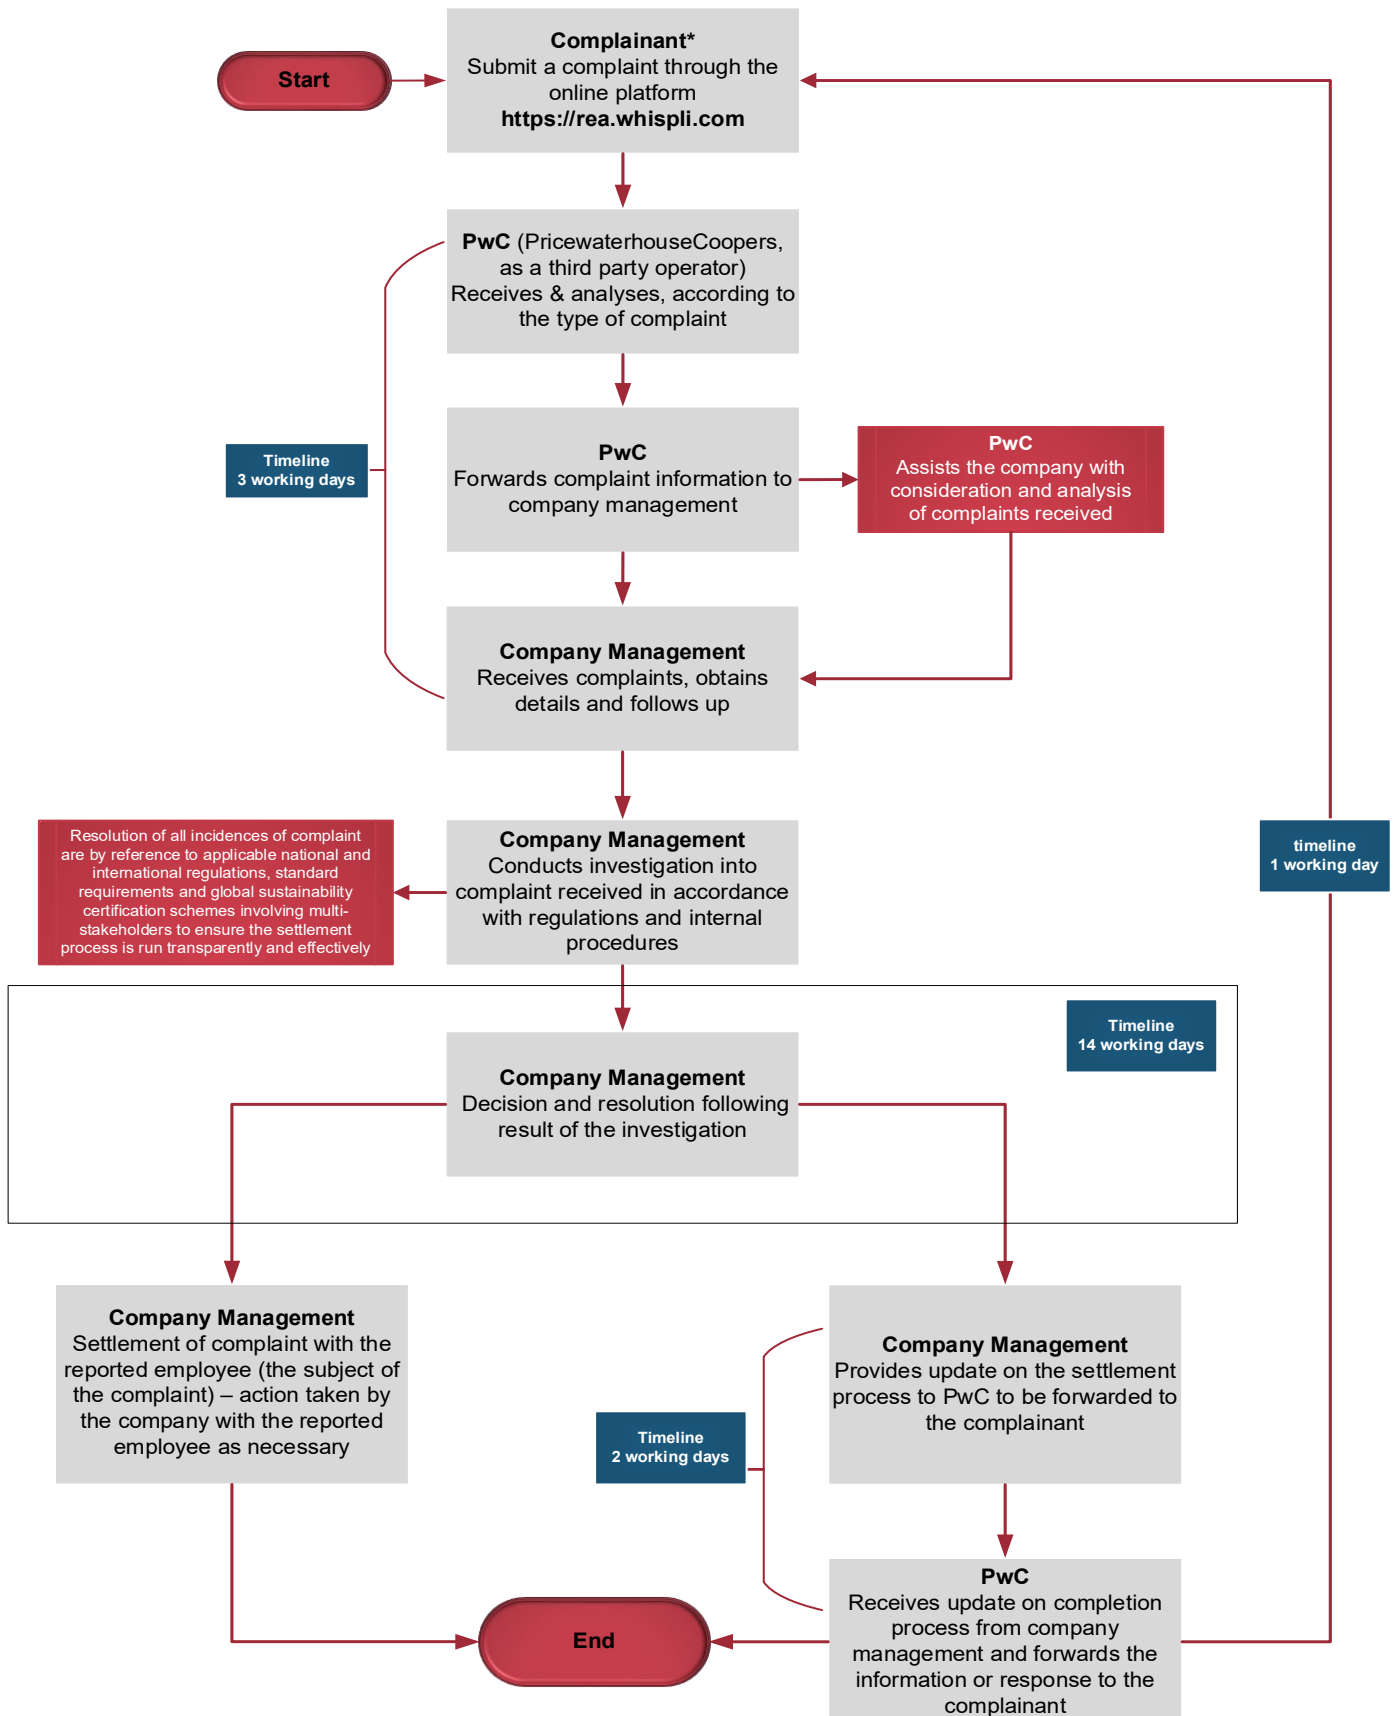 Start
Complainant*
Submit a complaint through the
online platform
https://rea.whispli.com
PwC (PricewaterhouseCoopers,
as a third party operator)
Receives & analyses, according to
the type of complaint
Timeline
3 working days
PwC
Forwards complaint information to
company management
PwC
Assists the company with
consideration and analysis
of complaints received
Company Management
Receives complaints, obtains
details and follows up
Resolution of all incidences of complaint
are by reference to applicable national and
international regulations, standard
requirements and global sustainability
certification schemes involving multi-
stakeholders to ensure the settlement
process is run transparently and effectively
Company Management
Conducts investigation into
complaint received in accordance
with regulations and internal
procedures
timeline
1 working day
Timeline
14 working days
Company Management
Decision and resolution following
result of the investigation
Company Management
Settlement of complaint with the
reported employee (the subject of
the complaint) – action taken by
the company with the reported
employee as necessary
Company Management
Provides update on the settlement
process to PwC to be forwarded to
the complainant
Timeline
2 working days
End
PwC
Receives update on completion
process from company
management and forwards the
information or response to the
complainant